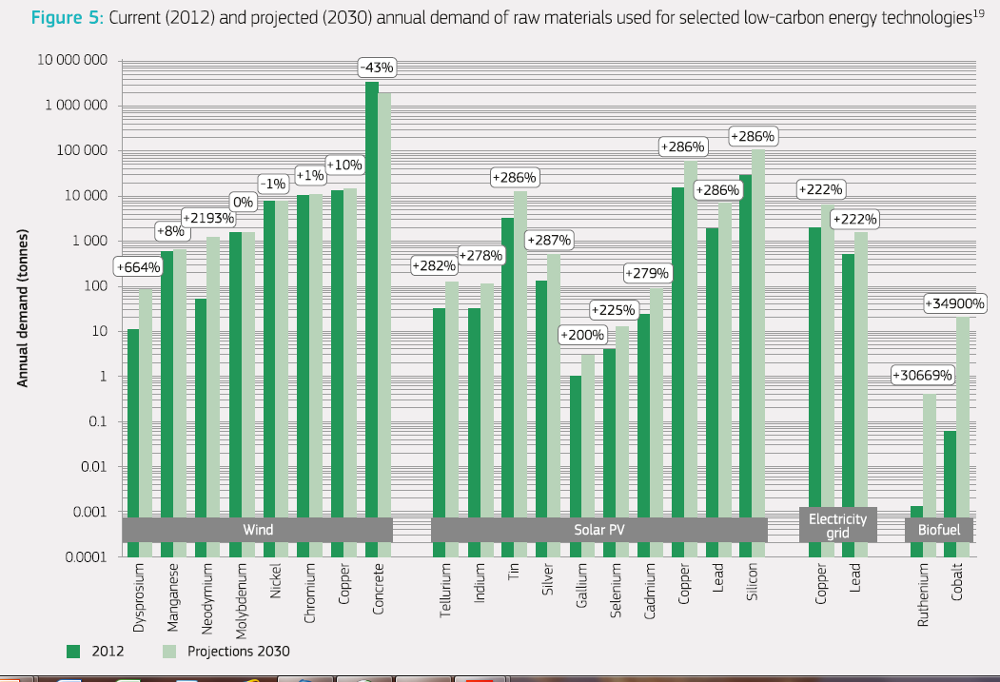 Figure 5: Current (2012) and projected (2030) annual demand of raw materials used for selected low-carbon energy technologies¹⁹
Annual demand (tonnes)
10 000 000
1 000 000
100 000
10 000
1 000
100
10
1
0.1
0.01
0.001
0.0001
+664%
+8%
+2193%
0%
-1%
+1%
+10%
-43%
+282%
+278%
+286%
+287%
+200%
+225%
+279%
+286%
+286%
+286%
+222%
+222%
+30669%
+34900%
Wind
Solar PV
Electricity
grid
Biofuel
Dysprosium
Manganese
Neodymium
Molybdenum
Nickel
Chromium
Copper
Concrete
Tellurium
Indium
Tin
Silver
Gallium
Selenium
Cadmium
Copper
Lead
Silicon
Copper
Lead
Ruthenium
Cobalt
2012
Projections 2030